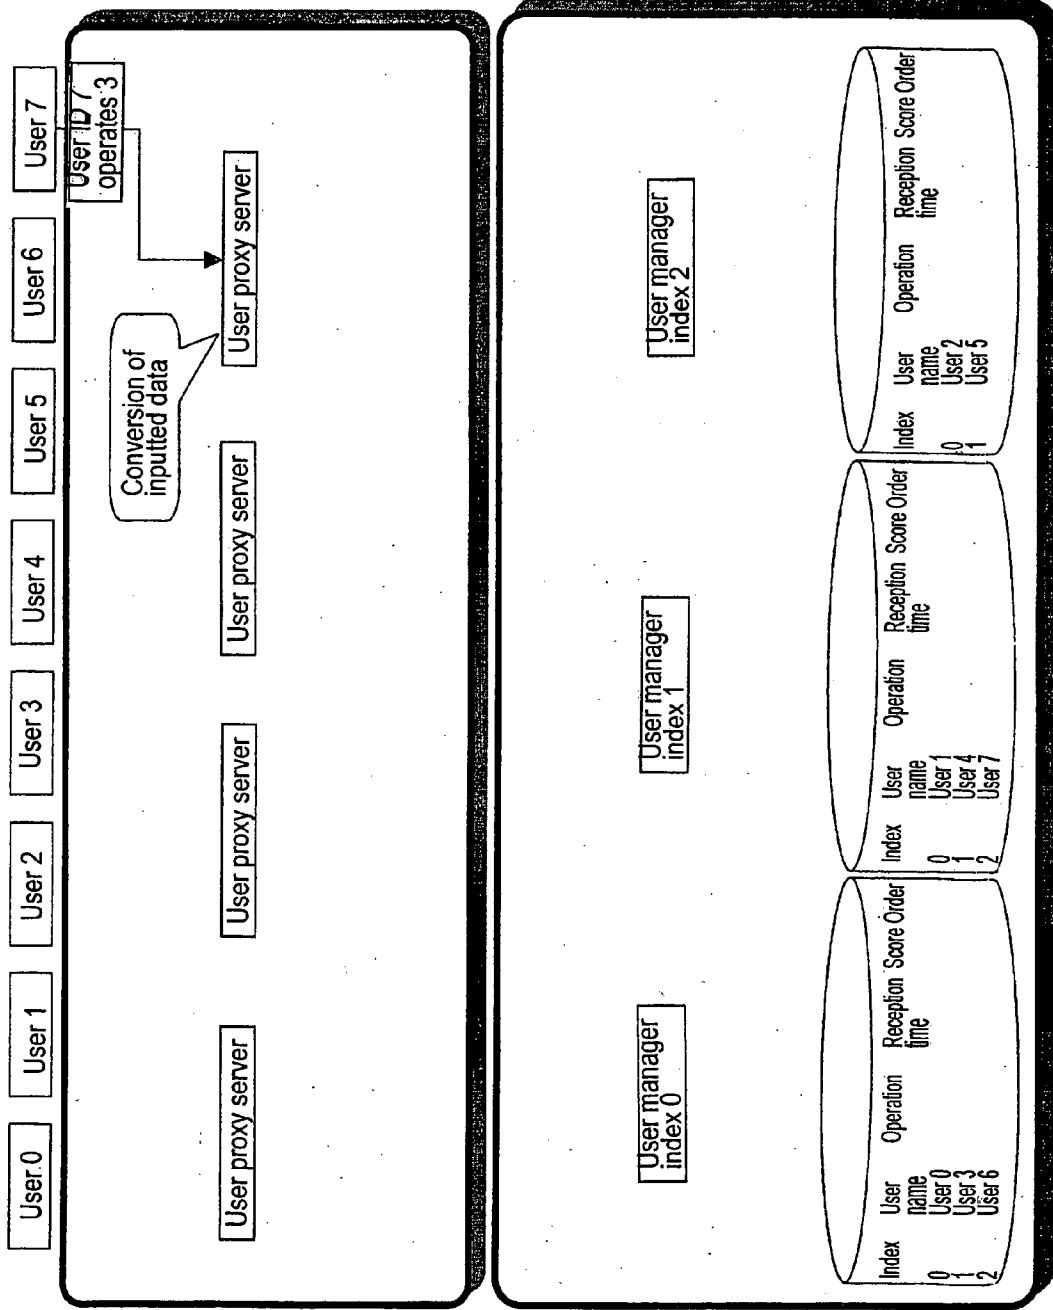 User 0
User 1
User 2
User 3
User 4
User 5
User 6
User 7
User ID 7
operates 3
Conversion of
inputted data
User proxy server
User proxy server
User proxy server
User proxy server
User manager
index 0
User manager
index 1
User manager
index 2
Index User name Operation Reception time Score Order
0 User 0
1 User 3
2 User 6
Index User name Operation Reception time Score Order
0 User 1
1 User 4
2 User 7
Index User name Operation Reception time Score Order
0 User 2
1 User 5